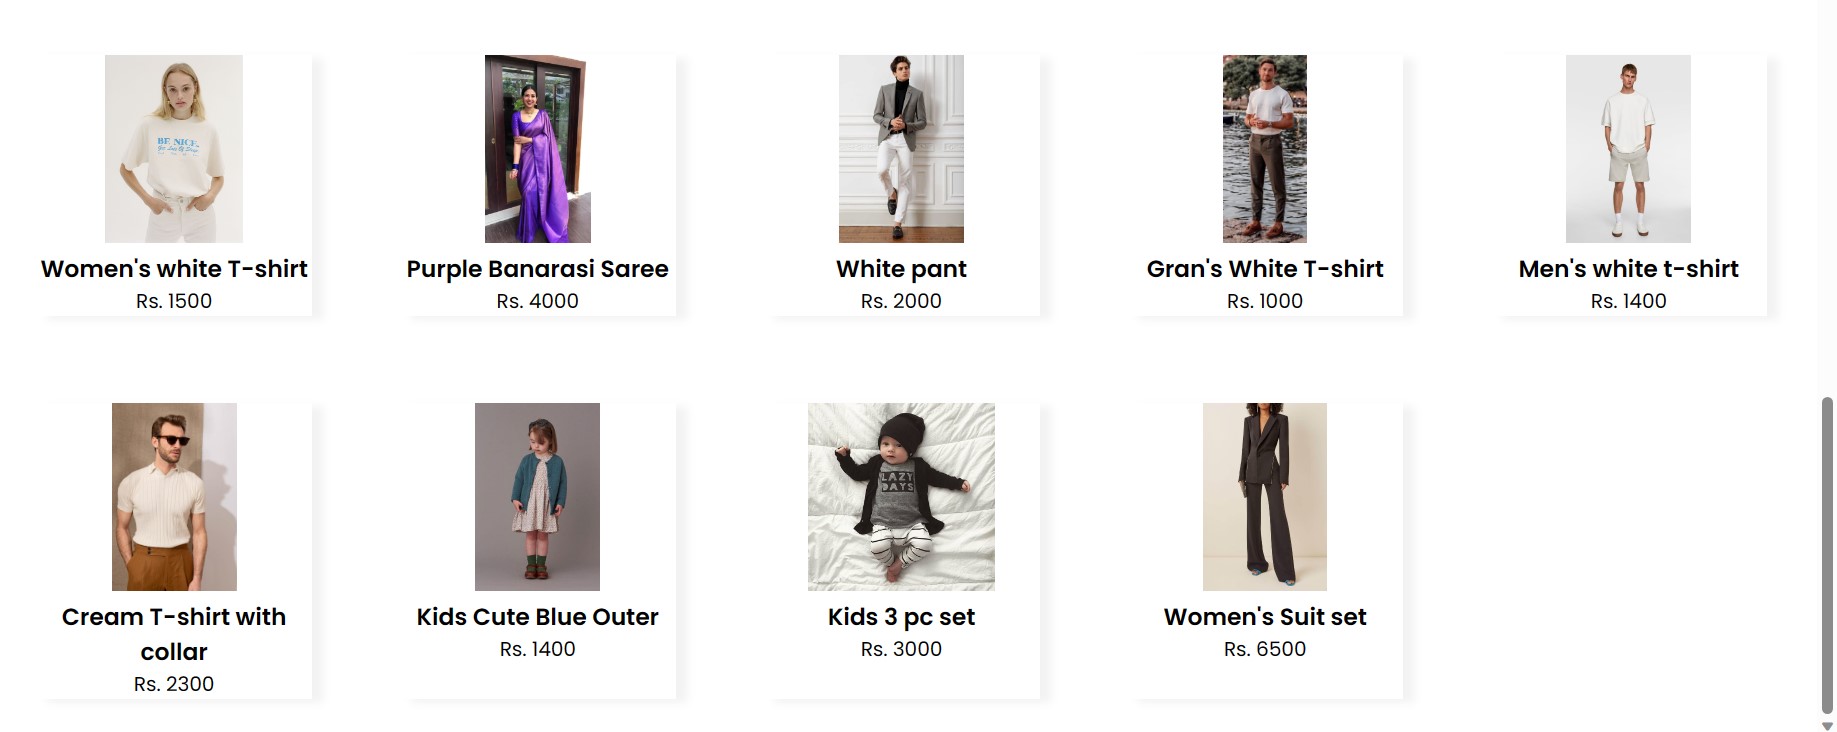 BE NICE.
Women's white T-shirt
Rs. 1500
Purple Banarasi Saree
Rs. 4000
White pant
Rs. 2000
Gran's White T-shirt
Rs. 1000
Men's white t-shirt
Rs. 1400
Cream T-shirt with
collar
Rs. 2300
Kids Cute Blue Outer
Rs. 1400
LAZY
DAYS
Kids 3 pc set
Rs. 3000
Women's Suit set
Rs. 6500